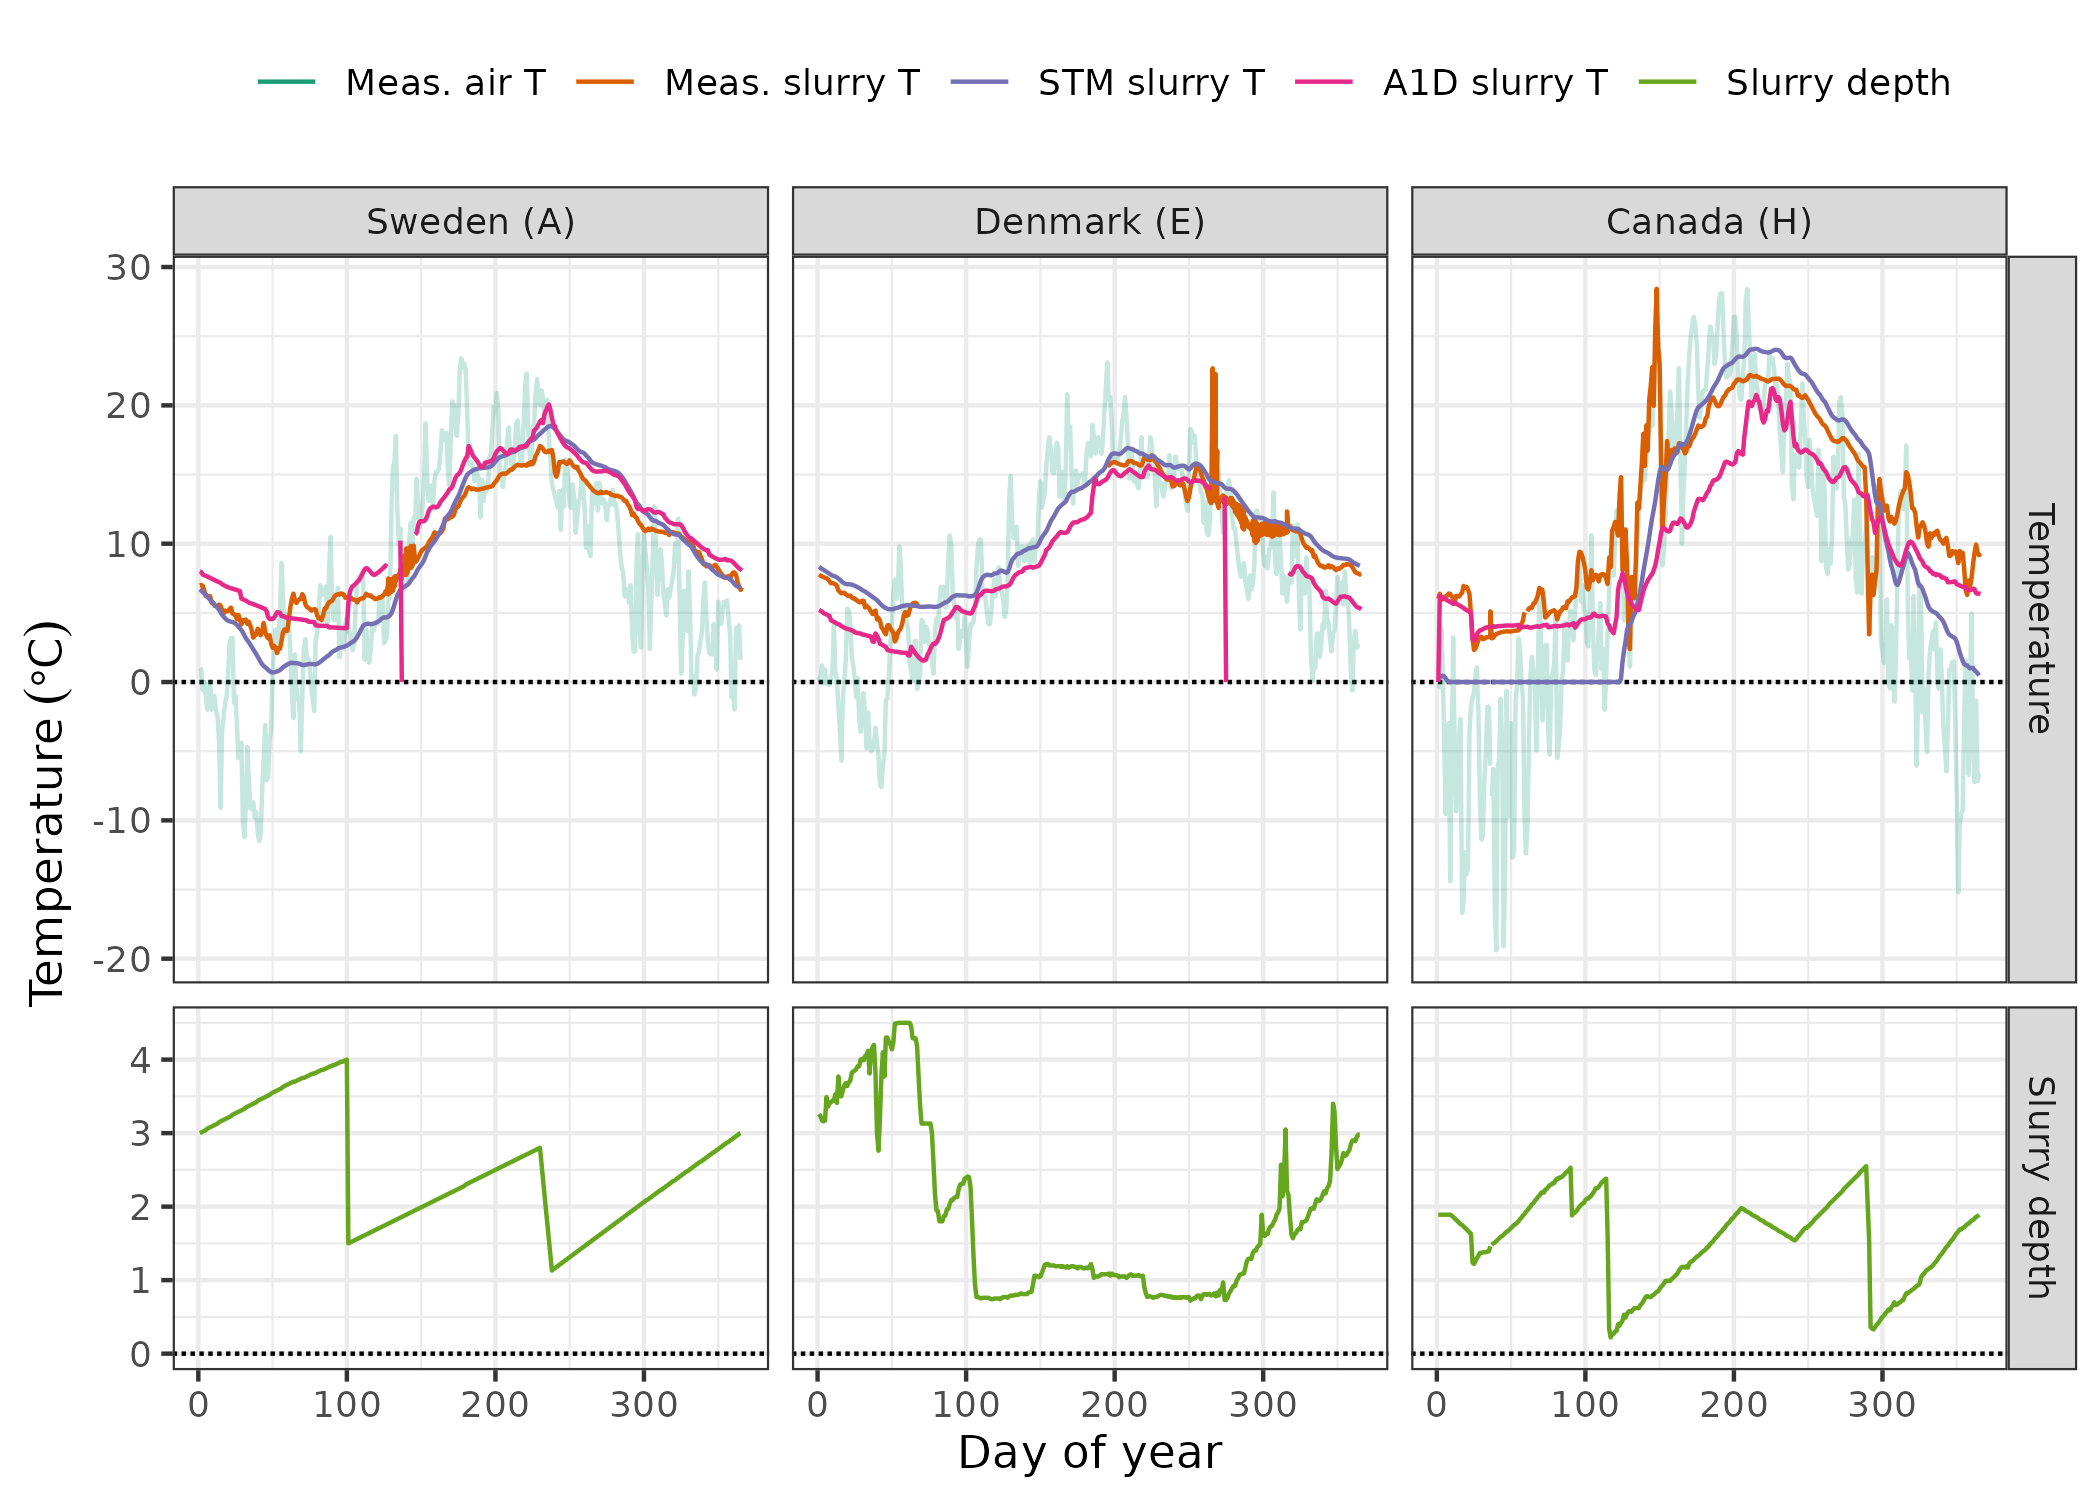 Meas. air T Meas. slurry T STM slurry T A1D slurry T Slurry depth
Sweden (A) Denmark (E) Canada (H)
30
20
10
0
-10
-20
Temperature (°C)
Temperature
4
3
2
1
0
Slurry depth
0 100 200 300 0 100 200 300 0 100 200 300
Day of year